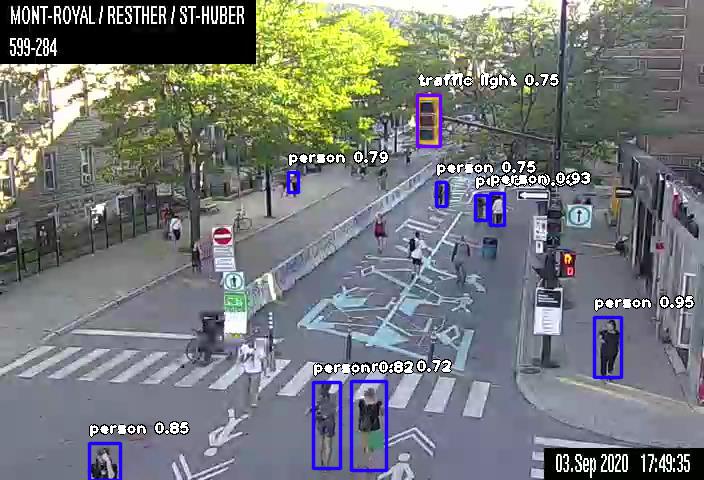 MONT-ROYAL / RESTHER / ST-HUBER
599-284
traffic light 0.75
person 0.79
person 0.75
person 0.93
person 0.95
person 0.82 0.72
person 0.85
03.Sep 2020 17:49:35